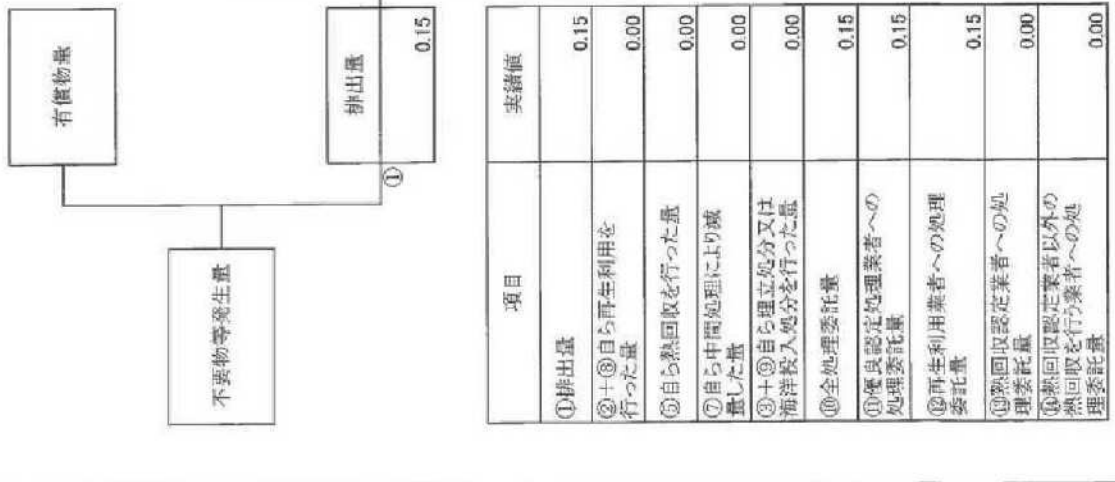 有償物量
不要物等発生量
排出量
①
0.15
項目
実績値
①排出量
0.15
②+⑧自ら再生利用を
行った量
0.00
⑤自ら熱回収を行った量
0.00
⑦自ら中間処理により減
量した量
0.00
③+⑨自ら埋立処分又は
海洋投入処分を行った量
0.00
⑩全処理委託量
0.15
⑪優良認定処理業者への
処理委託量
0.15
⑫再生利用業者への処理
委託量
0.15
⑬熱回収認定業者への処
理委託量
0.00
⑭熱回収認定業者以外の
熱回収を行う業者への処
理委託量
0.00